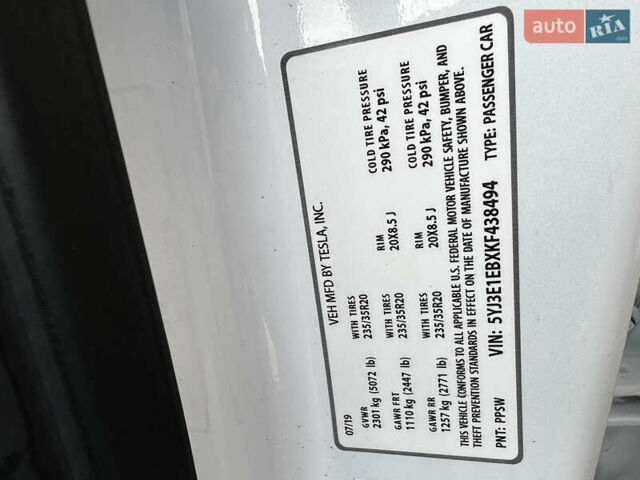 auto RIA
.com
VEH MFD BY TESLA, INC.
07/19
GVWR
2301 kg (5072 lb)
WITH TIRES
235/35R20
RIM
20X8.5 J
COLD TIRE PRESSURE
290 kPa, 42 psi
GAWR FRT
1110 kg (2447 lb)
WITH TIRES
235/35R20
GAWR RR
1257 kg (2771 lb)
WITH TIRES
235/35R20
RIM
20X8.5 J
COLD TIRE PRESSURE
290 kPa, 42 psi
THIS VEHICLE CONFORMS TO ALL APPLICABLE U.S. FEDERAL MOTOR VEHICLE SAFETY, BUMPER, AND
THEFT PREVENTION STANDARDS IN EFFECT ON THE DATE OF MANUFACTURE SHOWN ABOVE.
PNT: PPSW
VIN: 5YJ3E1EBXKF438494
TYPE: PASSENGER CAR